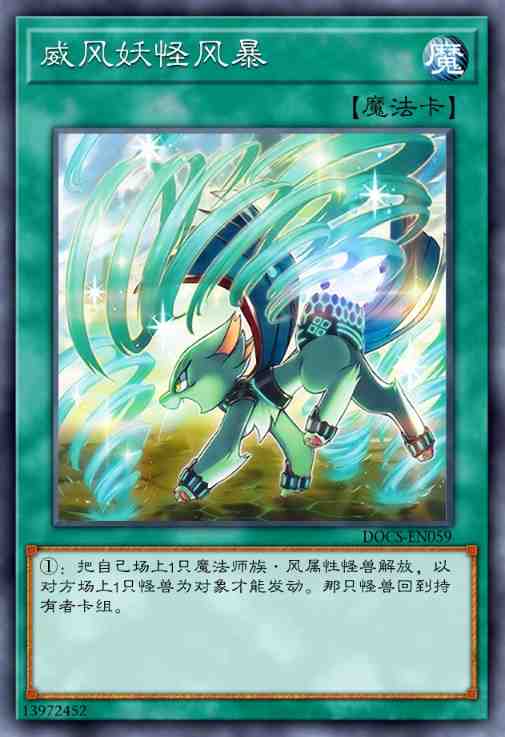 威风妖怪风暴
魔
【魔法卡】
DOCS-EN059
①：把自己场上1只魔法师族·风属性怪兽解放，以
对方场上1只怪兽为对象才能发动。那只怪兽回到持
有者卡组。
13972452